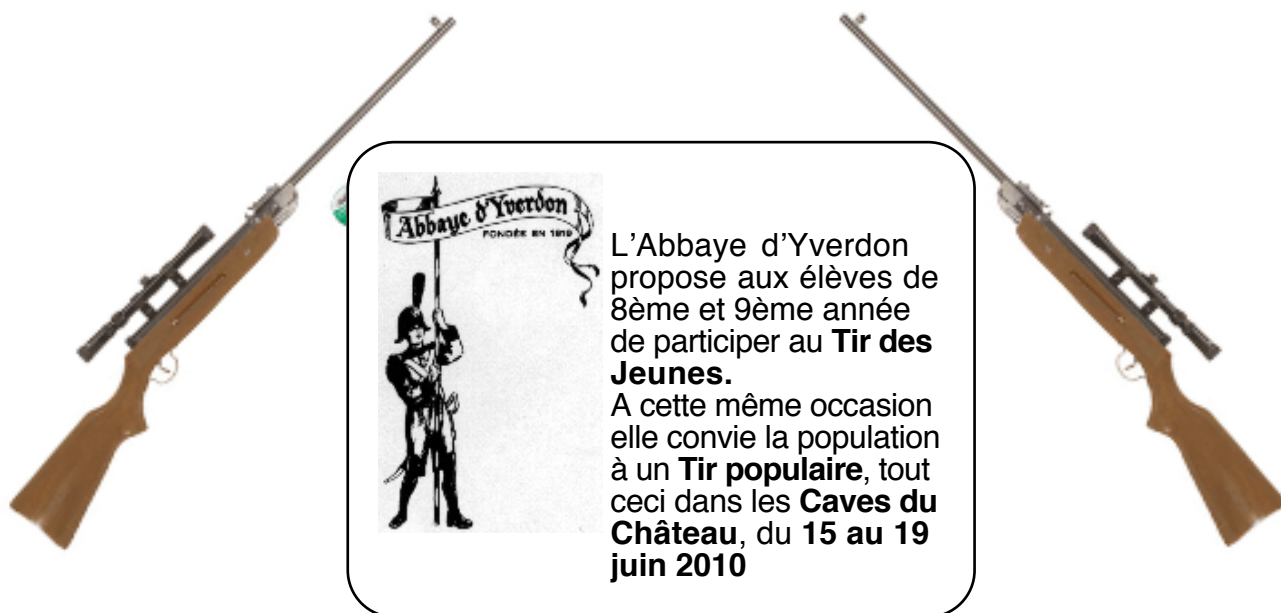 Abbaye d'Yverdon
FONDÉE EN 1819
L'Abbaye d'Yverdon
propose aux élèves de
8ème et 9ème année
de participer au Tir des
Jeunes.
A cette même occasion
elle convie la population
à un Tir populaire, tout
ceci dans les Caves du
Château, du 15 au 19
juin 2010